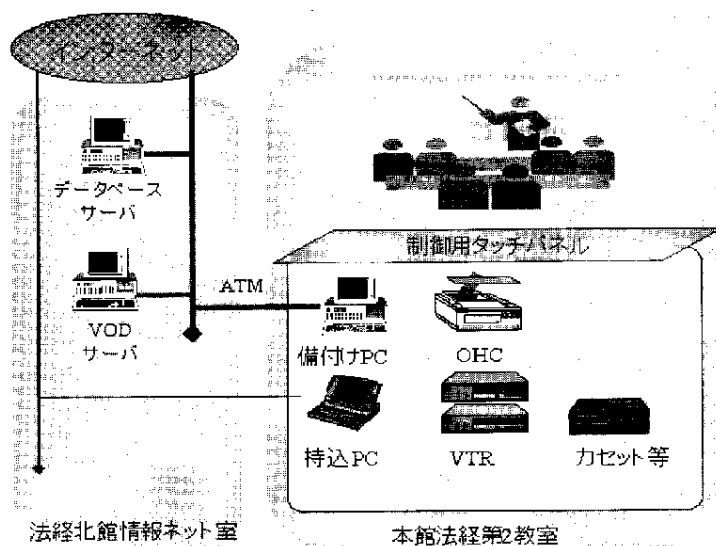 インターネット
データベース
サーバ
制御用タッチパネル
ATM
VOD
サーバ
備付けPC
OHC
持込PC
VTR
カセット等
法経北館情報ネット室
本館法経第2教室